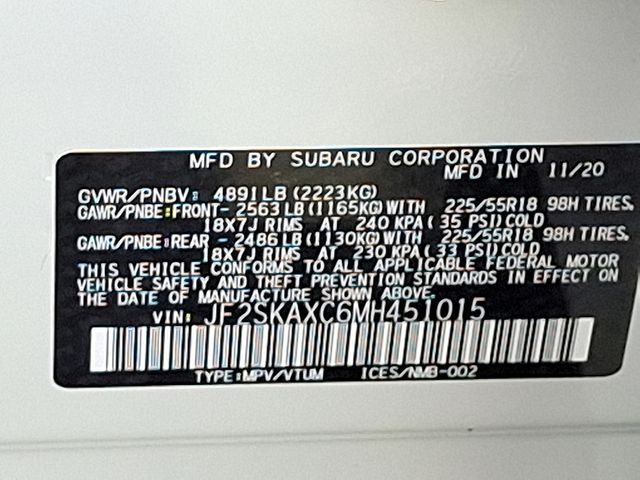 MFD BY SUBARU CORPORATION
MFD IN 11/20
GVWR/PNBV: 4891LB(2223KG)
GAWR/PNBE:FRONT-2563LB(1165KG)WITH 225/55R18 98H TIRES,
18X7J RIMS AT 240 KPA(35 PSI)COLD
GAWR/PNBE:REAR -2486LB(1130KG)WITH 225/55R18 98H TIRES,
18X7J RIMS AT 230 KPA(33 PSI)COLD
THIS VEHICLE CONFORMS TO ALL APPLICABLE FEDERAL MOTOR
VEHICLE SAFETY AND THEFT PREVENTION STANDARDS IN EFFECT ON
THE DATE OF MANUFACTURE SHOWN ABOVE.
VIN: JF2SKAXC6MH451015
TYPE:MPV/VTUM ICES/NMB-002